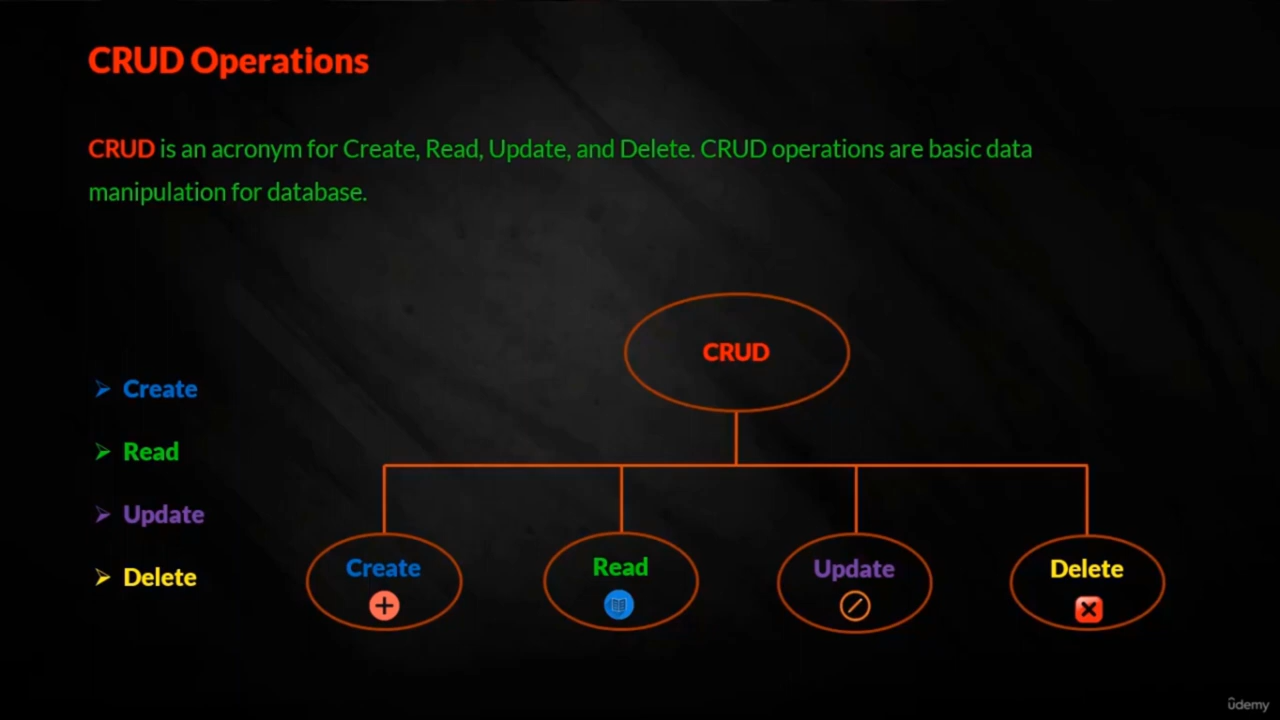 CRUD Operations
CRUD is an acronym for Create, Read, Update, and Delete. CRUD operations are basic data
manipulation for database.
CRUD
➢ Create
➢ Read
➢ Update
➢ Delete
Create
Read
Update
Delete
ûdemy